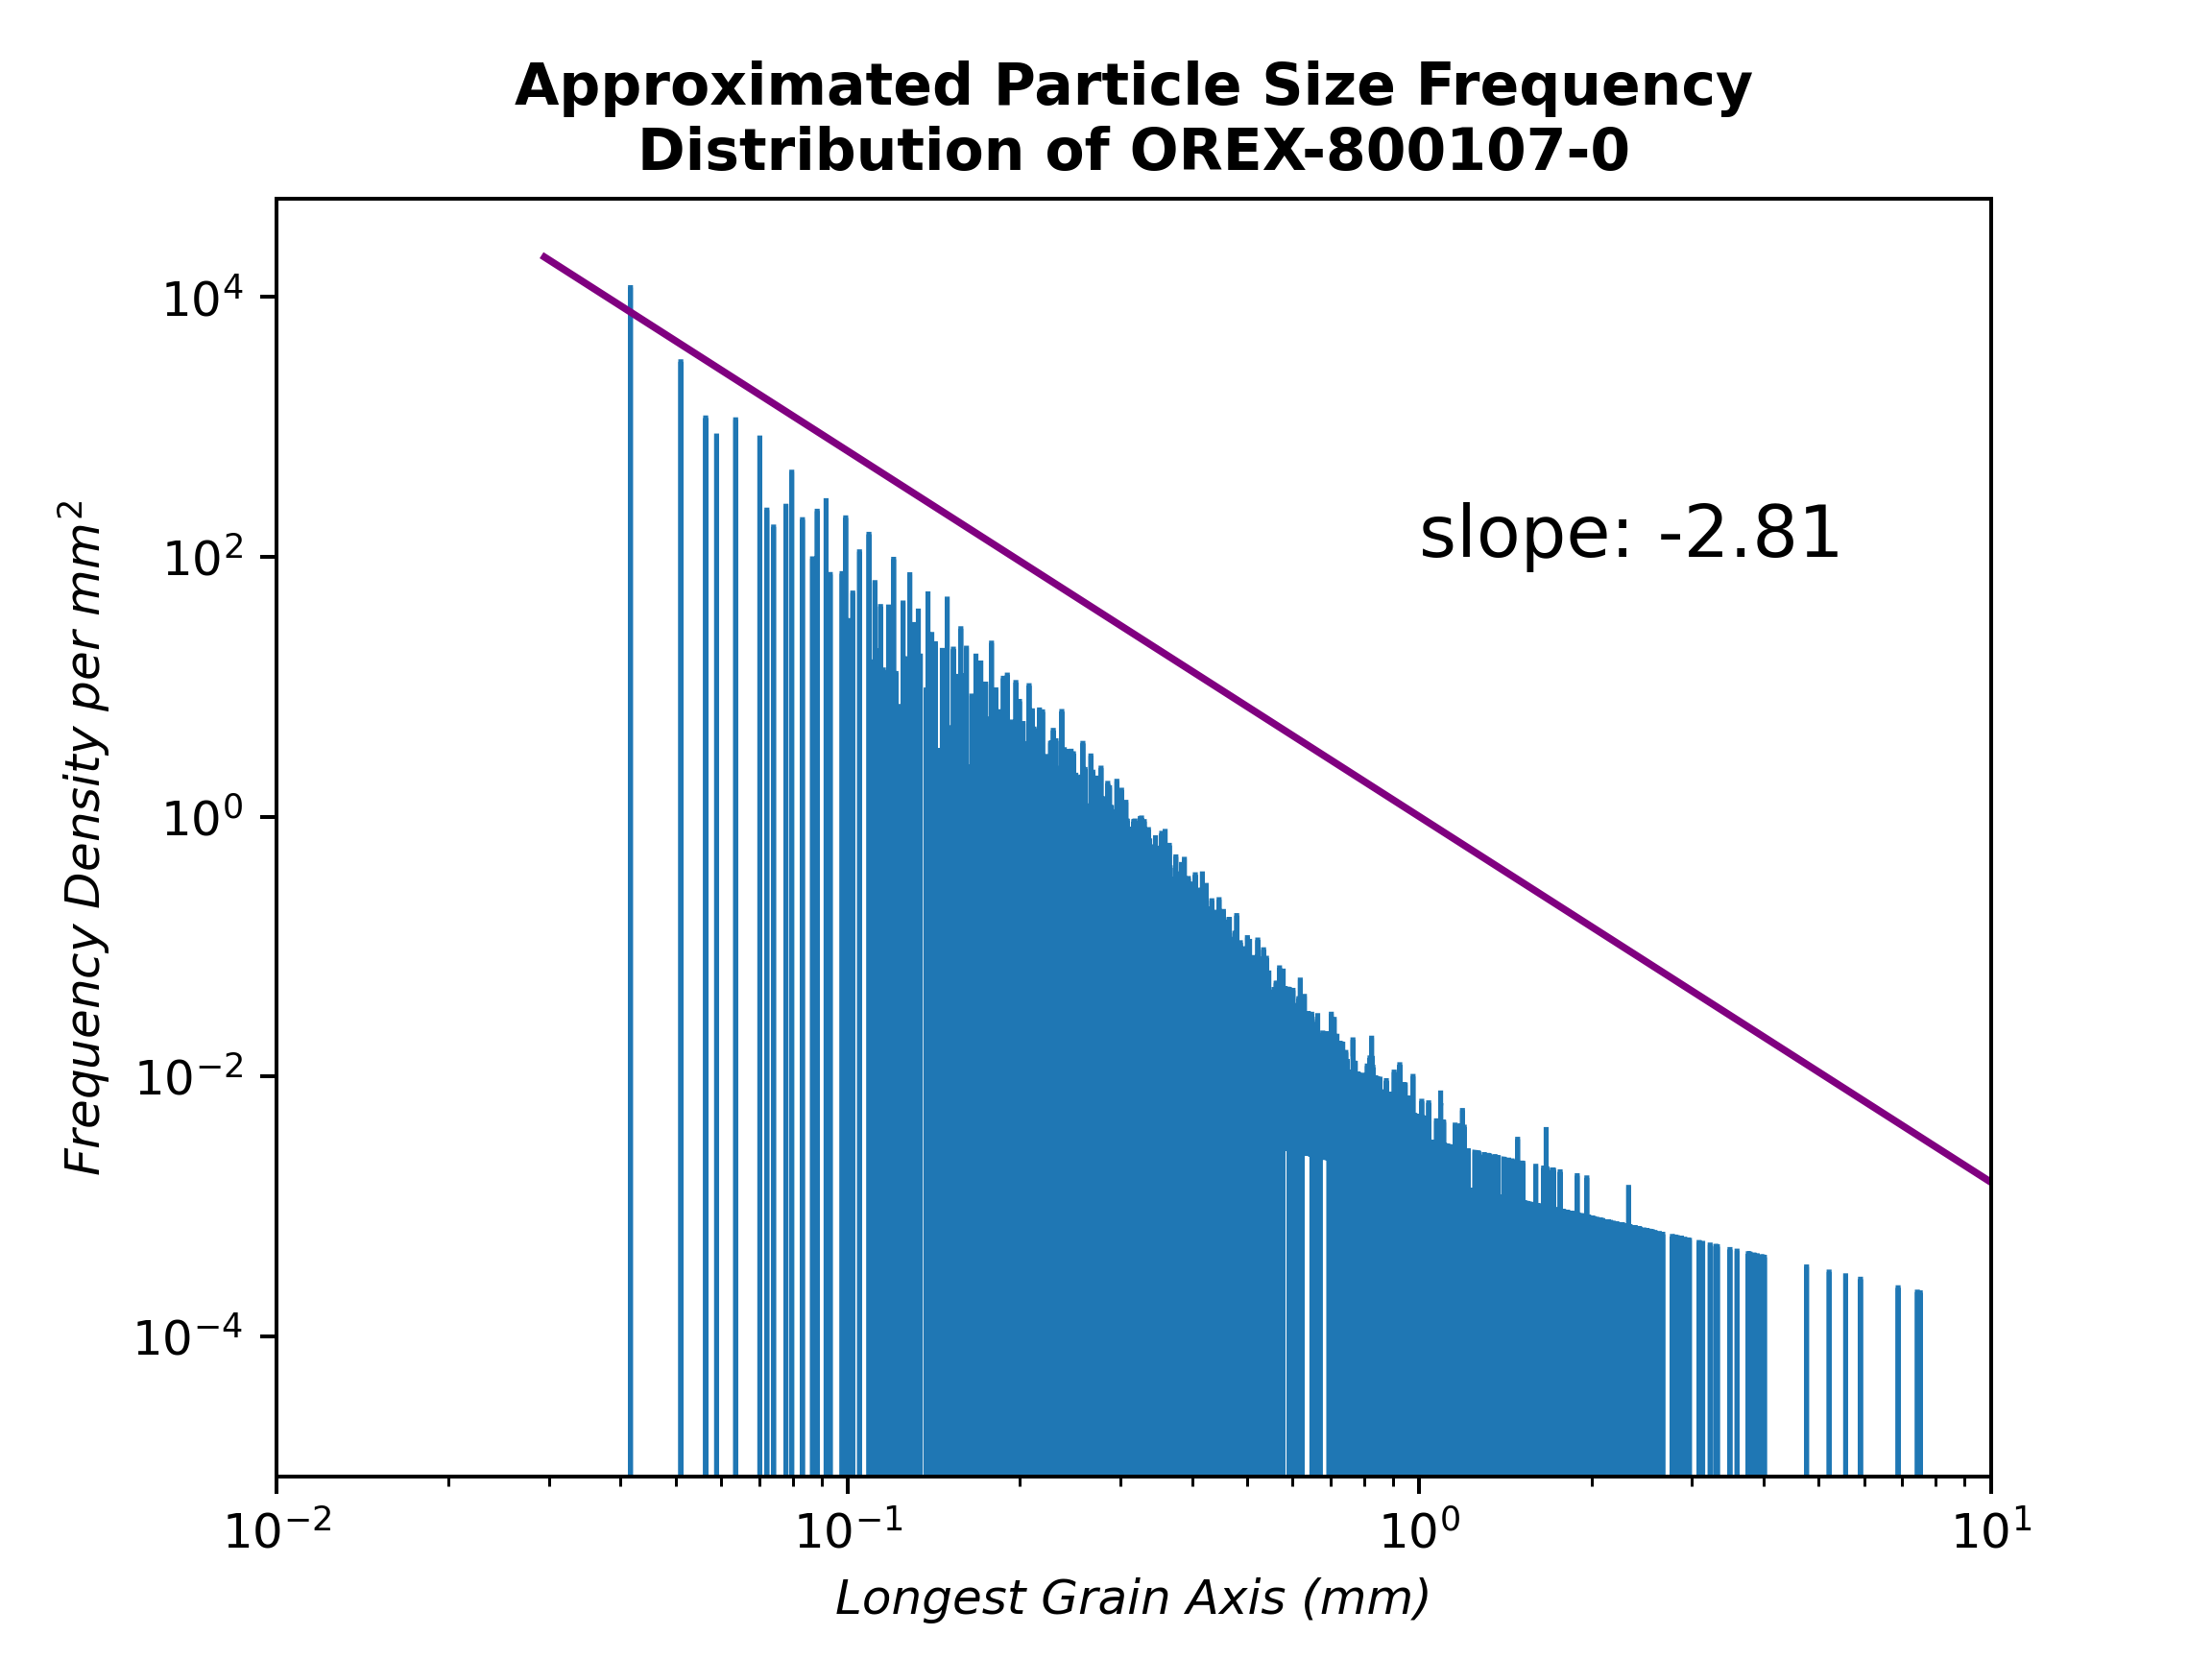 Approximated Particle Size Frequency
Distribution of OREX-800107-0
Frequency Density per mm²
10⁴
10²
10⁰
10⁻²
10⁻⁴
slope: -2.81
10⁻² 10⁻¹ 10⁰ 10¹
Longest Grain Axis (mm)